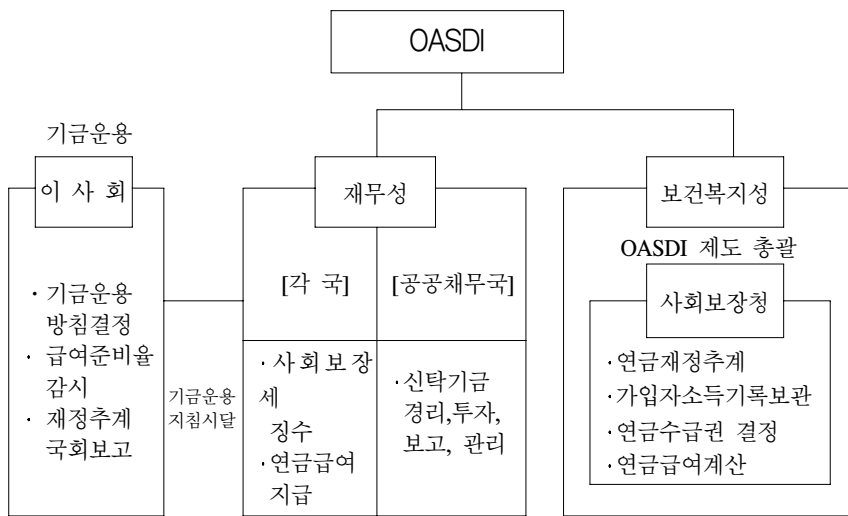 OASDI
기금운용
이 사 회
· 기금운용
방침결정
· 급여준비율
감시
· 재정추계
국회보고
기금운용
지침시달
재무성
[각 국]
· 사회보장
세
징수
· 연금급여
지급
[공공채무국]
· 신탁기금
경리,투자,
보고, 관리
보건복지성
OASDI 제도 총괄
사회보장청
· 연금재정추계
· 가입자소득기록보관
· 연금수급권 결정
· 연금급여계산